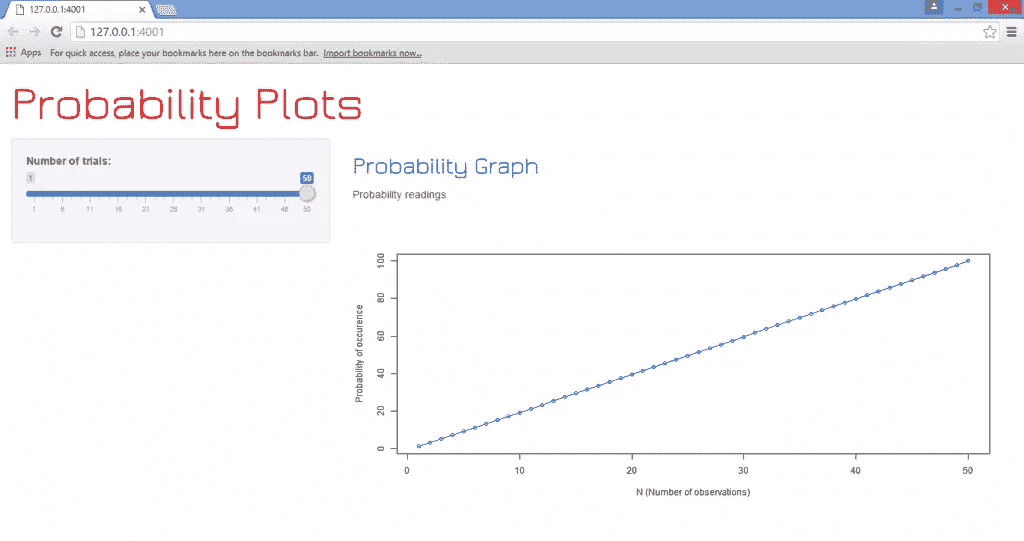 127.0.0.1:4001
127.0.0.1:4001
Apps For quick access, place your bookmarks here on the bookmarks bar. Import bookmarks now...
Probability Plots
Number of trials:
1 50
1 6 11 16 21 26 31 36 41 46 50
Probability Graph
Probability readings
Probability of occurence
100
80
60
40
20
0
0 10 20 30 40 50
N (Number of observations)